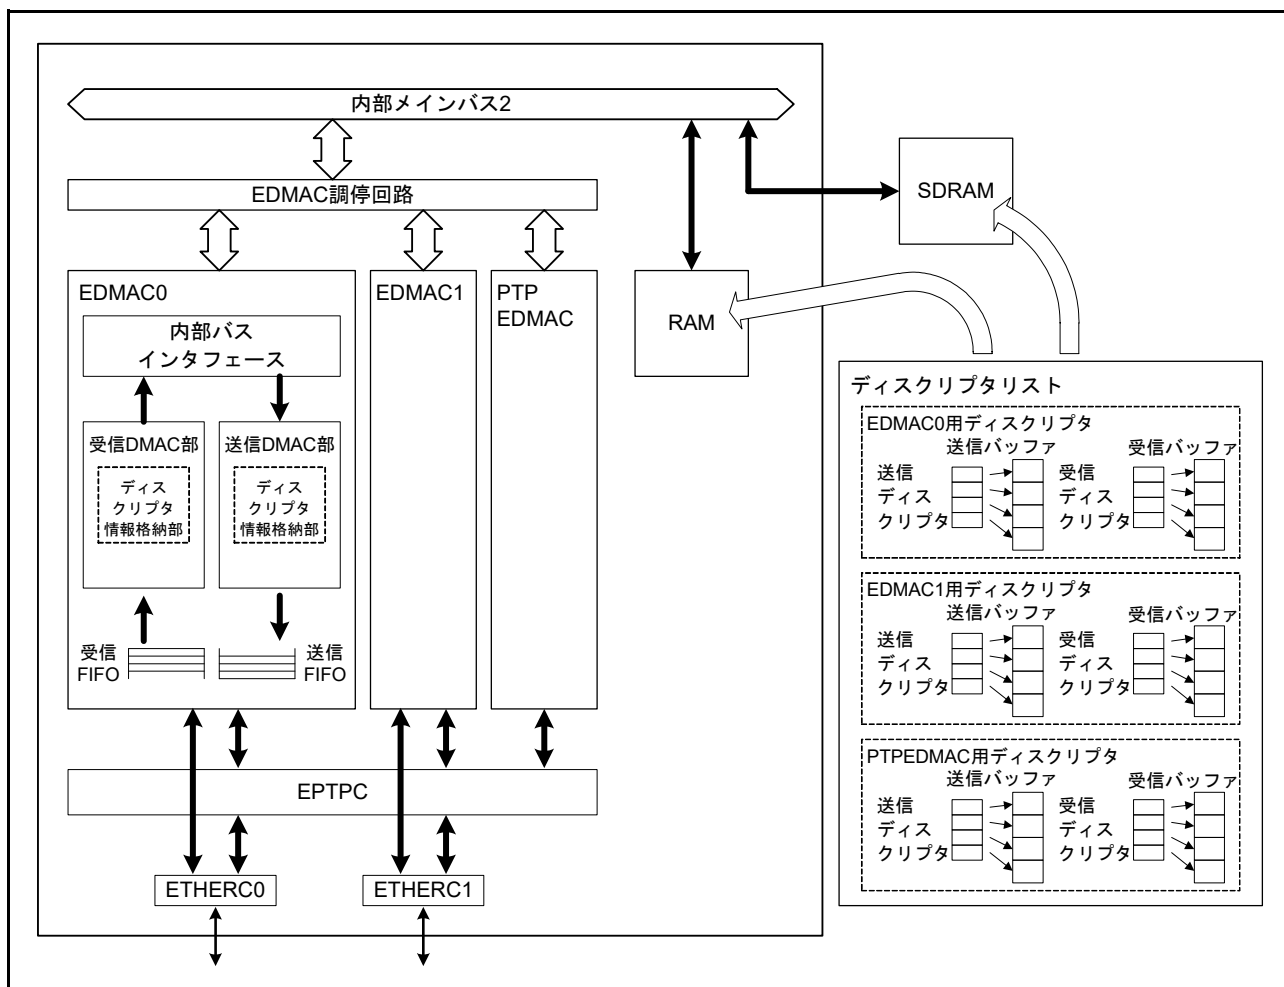 内部メインバス2
EDMAC調停回路
SDRAM
EDMAC0
EDMAC1
PTP
EDMAC
RAM
内部バス
インタフェース
受信DMAC部
送信DMAC部
ディス
クリプタ
情報格納部
ディス
クリプタ
情報格納部
受信
FIFO
送信
FIFO
EPTPC
ETHERC0
ETHERC1
ディスクリプタリスト
EDMAC0用ディスクリプタ
送信バッファ
受信バッファ
送信
ディス
クリプタ
受信
ディス
クリプタ
EDMAC1用ディスクリプタ
送信バッファ
受信バッファ
送信
ディス
クリプタ
受信
ディス
クリプタ
PTPEDMAC用ディスクリプタ
送信バッファ
受信バッファ
送信
ディス
クリプタ
受信
ディス
クリプタ